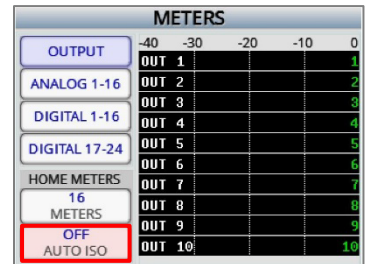 METERS
OUTPUT
ANALOG 1-16
DIGITAL 1-16
DIGITAL 17-24
HOME METERS
16
METERS
OFF
AUTO ISO
-40 -30 -20 -10 0
OUT 1 1
OUT 2 2
OUT 3 3
OUT 4 4
OUT 5 5
OUT 6 6
OUT 7 7
OUT 8 8
OUT 9 9
OUT 10 10